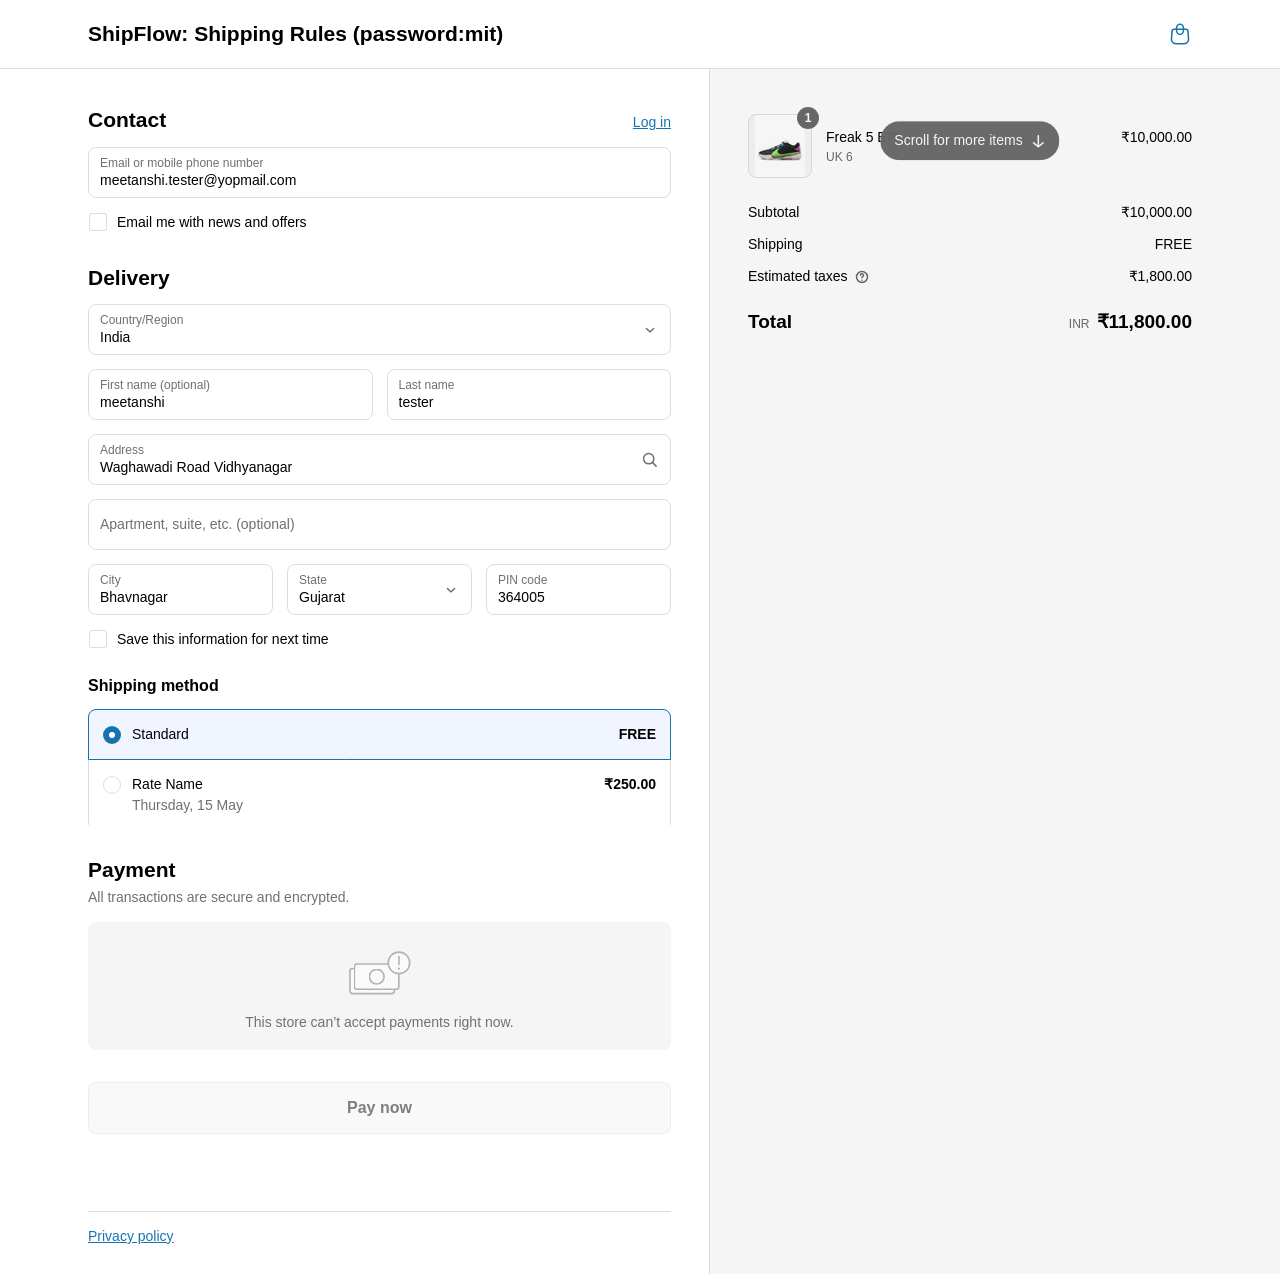 ShipFlow: Shipping Rules (password:mit)
Contact
Log in
Email or mobile phone number
meetanshi.tester@yopmail.com
Email me with news and offers
Delivery
Country/Region
India
First name (optional)
meetanshi
Last name
tester
Address
Waghawadi Road Vidhyanagar
Apartment, suite, etc. (optional)
City
Bhavnagar
State
Gujarat
PIN code
364005
Save this information for next time
Shipping method
Standard
FREE
Rate Name
₹250.00
Thursday, 15 May
Payment
All transactions are secure and encrypted.
This store can’t accept payments right now.
Pay now
Privacy policy
1
Freak 5
Scroll for more items
₹10,000.00
UK 6
Subtotal
₹10,000.00
Shipping
FREE
Estimated taxes
₹1,800.00
Total
INR ₹11,800.00